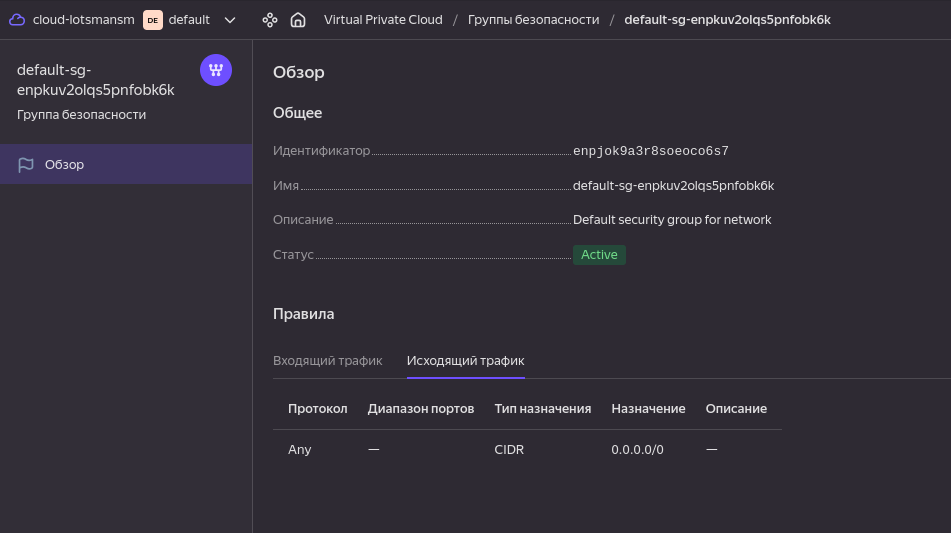 cloud-lotsmansm DE default Virtual Private Cloud / Группы безопасности / default-sg-enpkuv2olqs5pnfobk6k
default-sg-
enpkuv2olqs5pnfobk6k
Группа безопасности
Обзор
Обзор
Общее
Идентификатор enpjok9a3r8soeoco6s7
Имя default-sg-enpkuv2olqs5pnfobk6k
Описание Default security group for network
Статус Active
Правила
Входящий трафик Исходящий трафик
Протокол Диапазон портов Тип назначения Назначение Описание
Any — CIDR 0.0.0.0/0 —